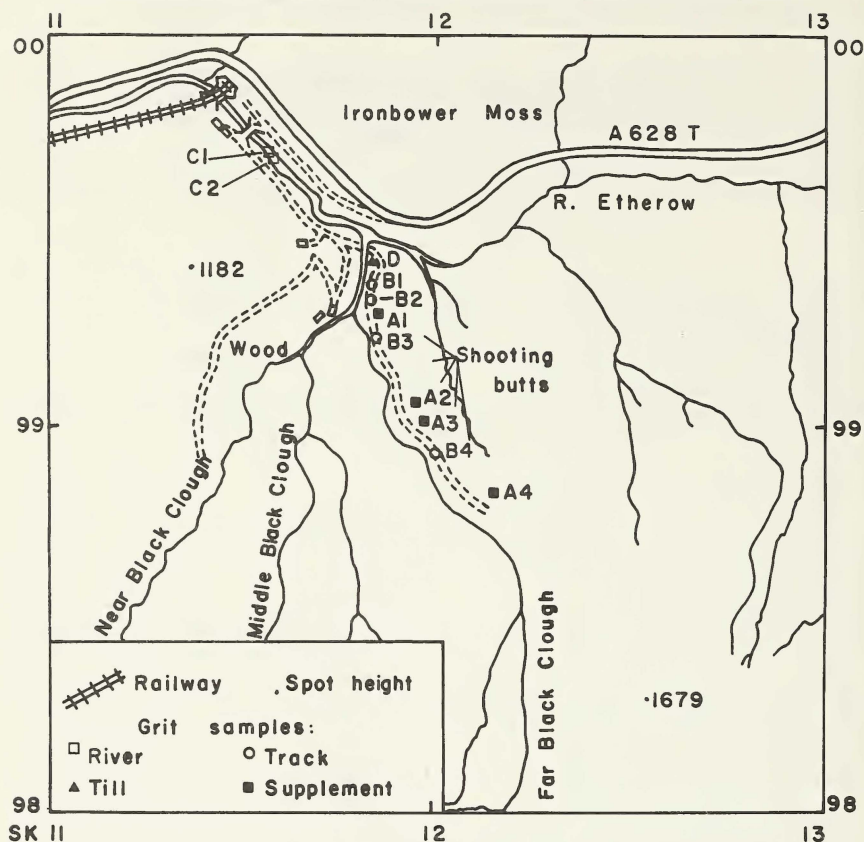 11 12 13
00 00
Ironbower Moss
A 628 T
C1
C2
R. Etherow
1182
D
B1
B2
A1
Wood
B3
Shooting
butts
A2
99 99
A3
B4
A4
Near Black Clough
Middle Black Clough
Far Black Clough
Railway Spot height
1679
Grit samples:
River Track
Till Supplement
98 98
SK 11 12 13